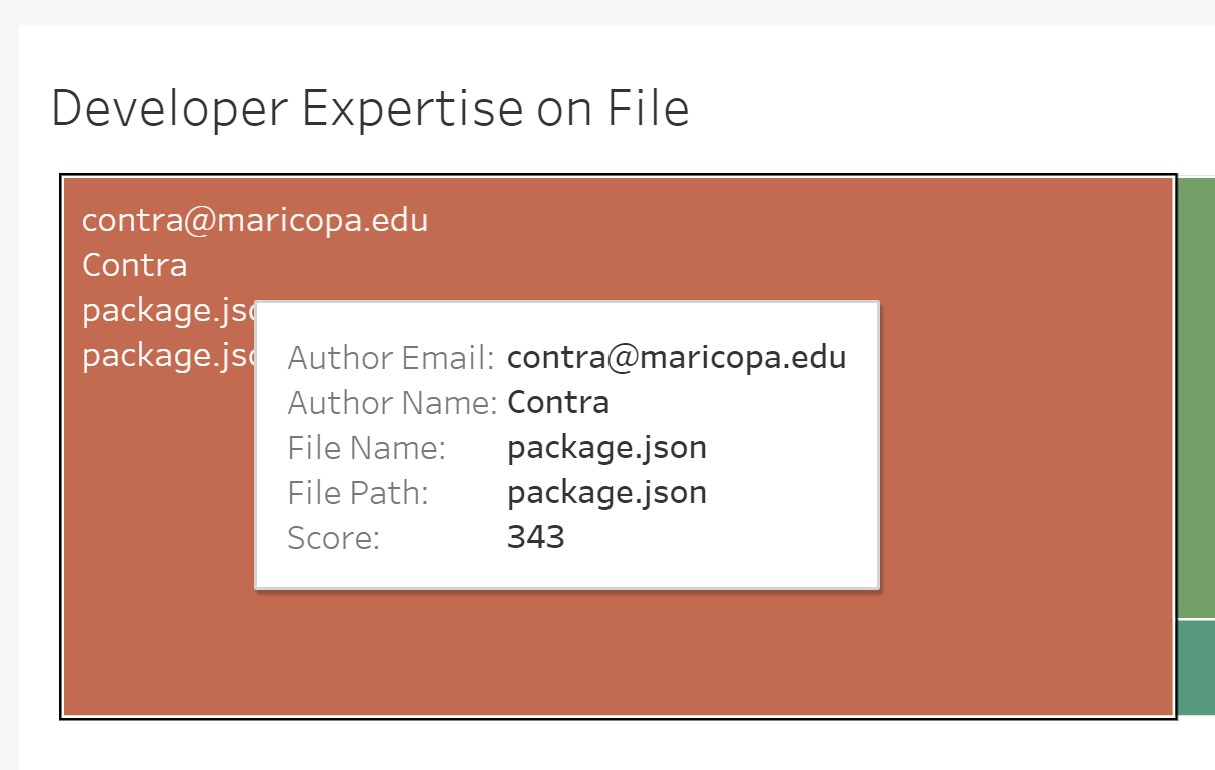 Developer Expertise on File
contra@maricopa.edu
Contra
package.jso
package.jso
Author Email: contra@maricopa.edu
Author Name: Contra
File Name: package.json
File Path: package.json
Score: 343